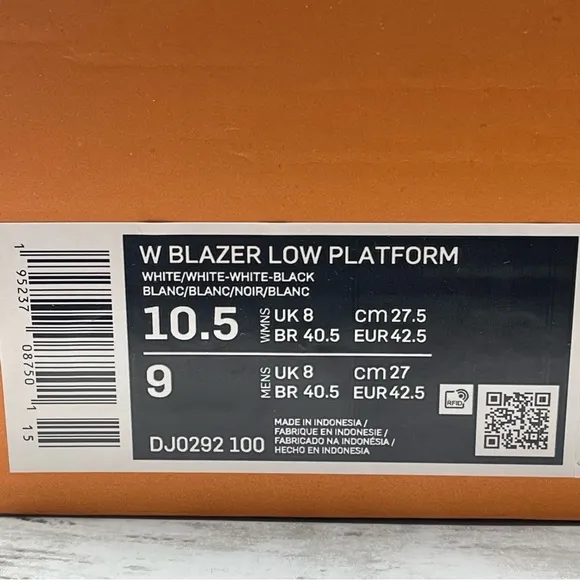 W BLAZER LOW PLATFORM
WHITE/WHITE-WHITE-BLACK
BLANC/BLANC/NOIR/BLANC
10.5 WMNS UK 8 cm 27.5
BR 40.5 EUR 42.5
9 MENS UK 8 cm 27
BR 40.5 EUR 42.5
RFID
DJ0292 100
MADE IN INDONESIA /
FABRIQUE EN INDONESIE /
FABRICADO NA INDONÉSIA /
HECHO EN INDONESIA
1 95237 08750 1 15